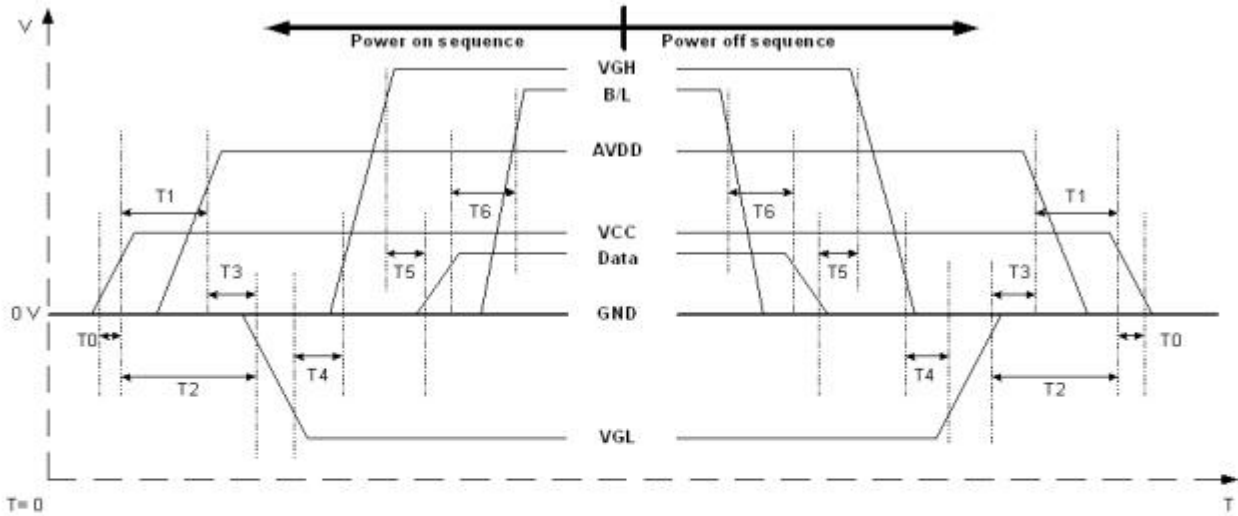 V
Power on sequence
Power off sequence
VGH
B/L
AVDD
T1
T6
T6
T1
VCC
Data
T3
T5
T5
T3
0 V
GND
T0
T0
T2
T4
T4
T2
VGL
T= 0
T